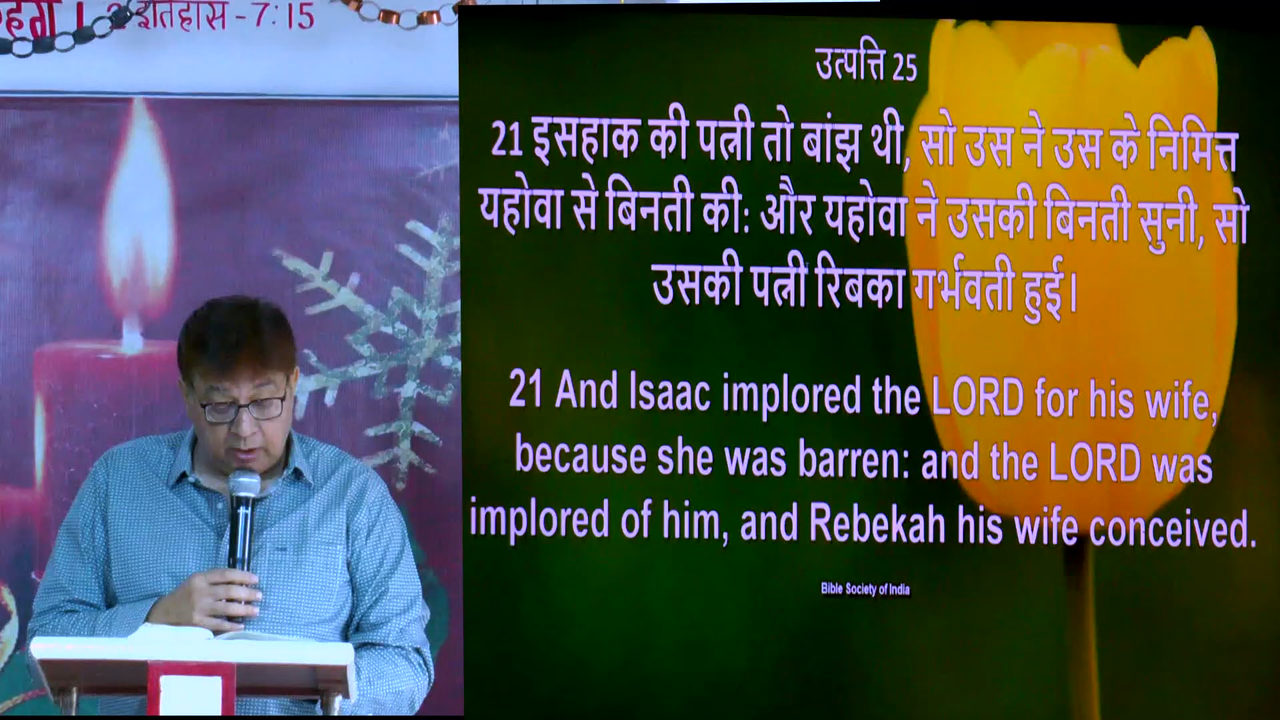 इतिहास - 7:15
उत्पत्ति 25
21 इसहाक की पत्नी तो बांझ थी, सो उस ने उस के निमित्त
यहोवा से बिनती की: और यहोवा ने उसकी बिनती सुनी, सो
उसकी पत्नी रिबका गर्भवती हुई।
21 And Isaac implored the LORD for his wife,
because she was barren: and the LORD was
implored of him, and Rebekah his wife conceived.
Bible Society of India